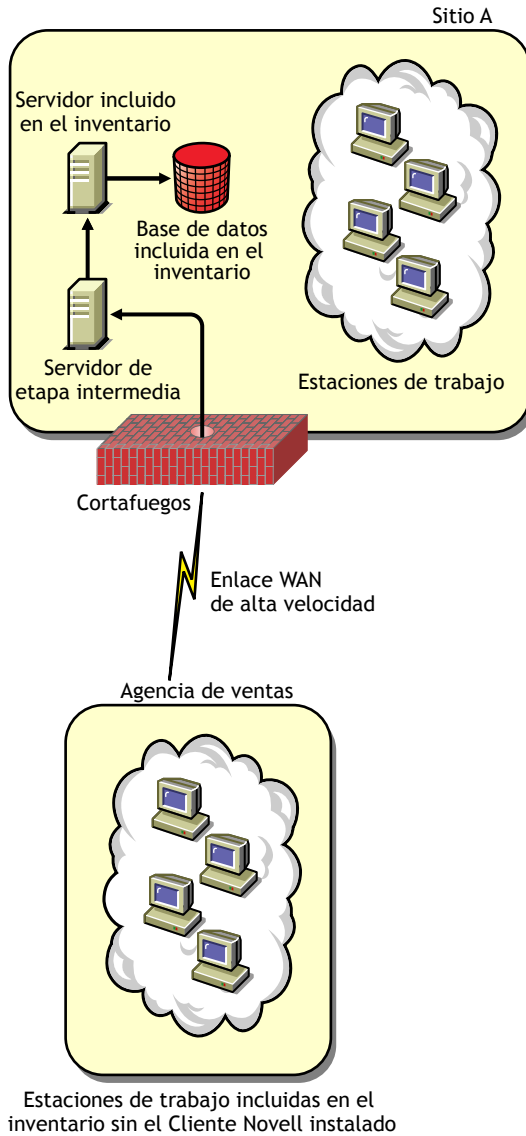 Sitio A
Servidor incluido
en el inventario
Base de datos
incluida en el
inventario
Servidor de
etapa intermedia
Estaciones de trabajo
Cortafuegos
Enlace WAN
de alta velocidad
Agencia de ventas
Estaciones de trabajo incluidas en el
inventario sin el Cliente Novell instalado